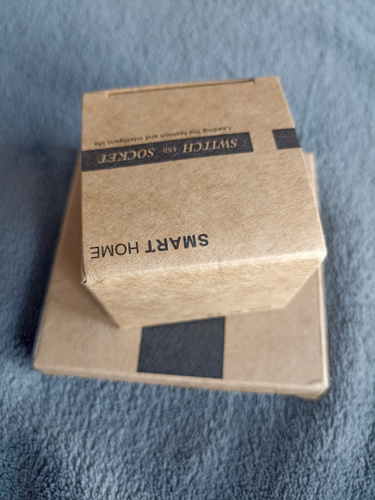 SMART HOME
SWITCH AND SOCKET
Leading the fashion and intelligent life